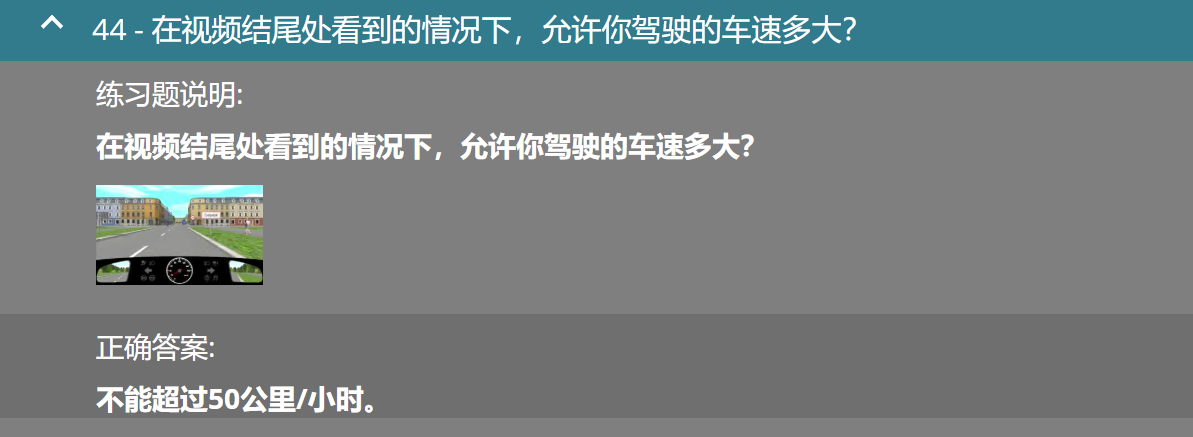 44 - 在视频结尾处看到的情况下，允许你驾驶的车速多大？
练习题说明:
在视频结尾处看到的情况下，允许你驾驶的车速多大？
正确答案:
不能超过50公里/小时。